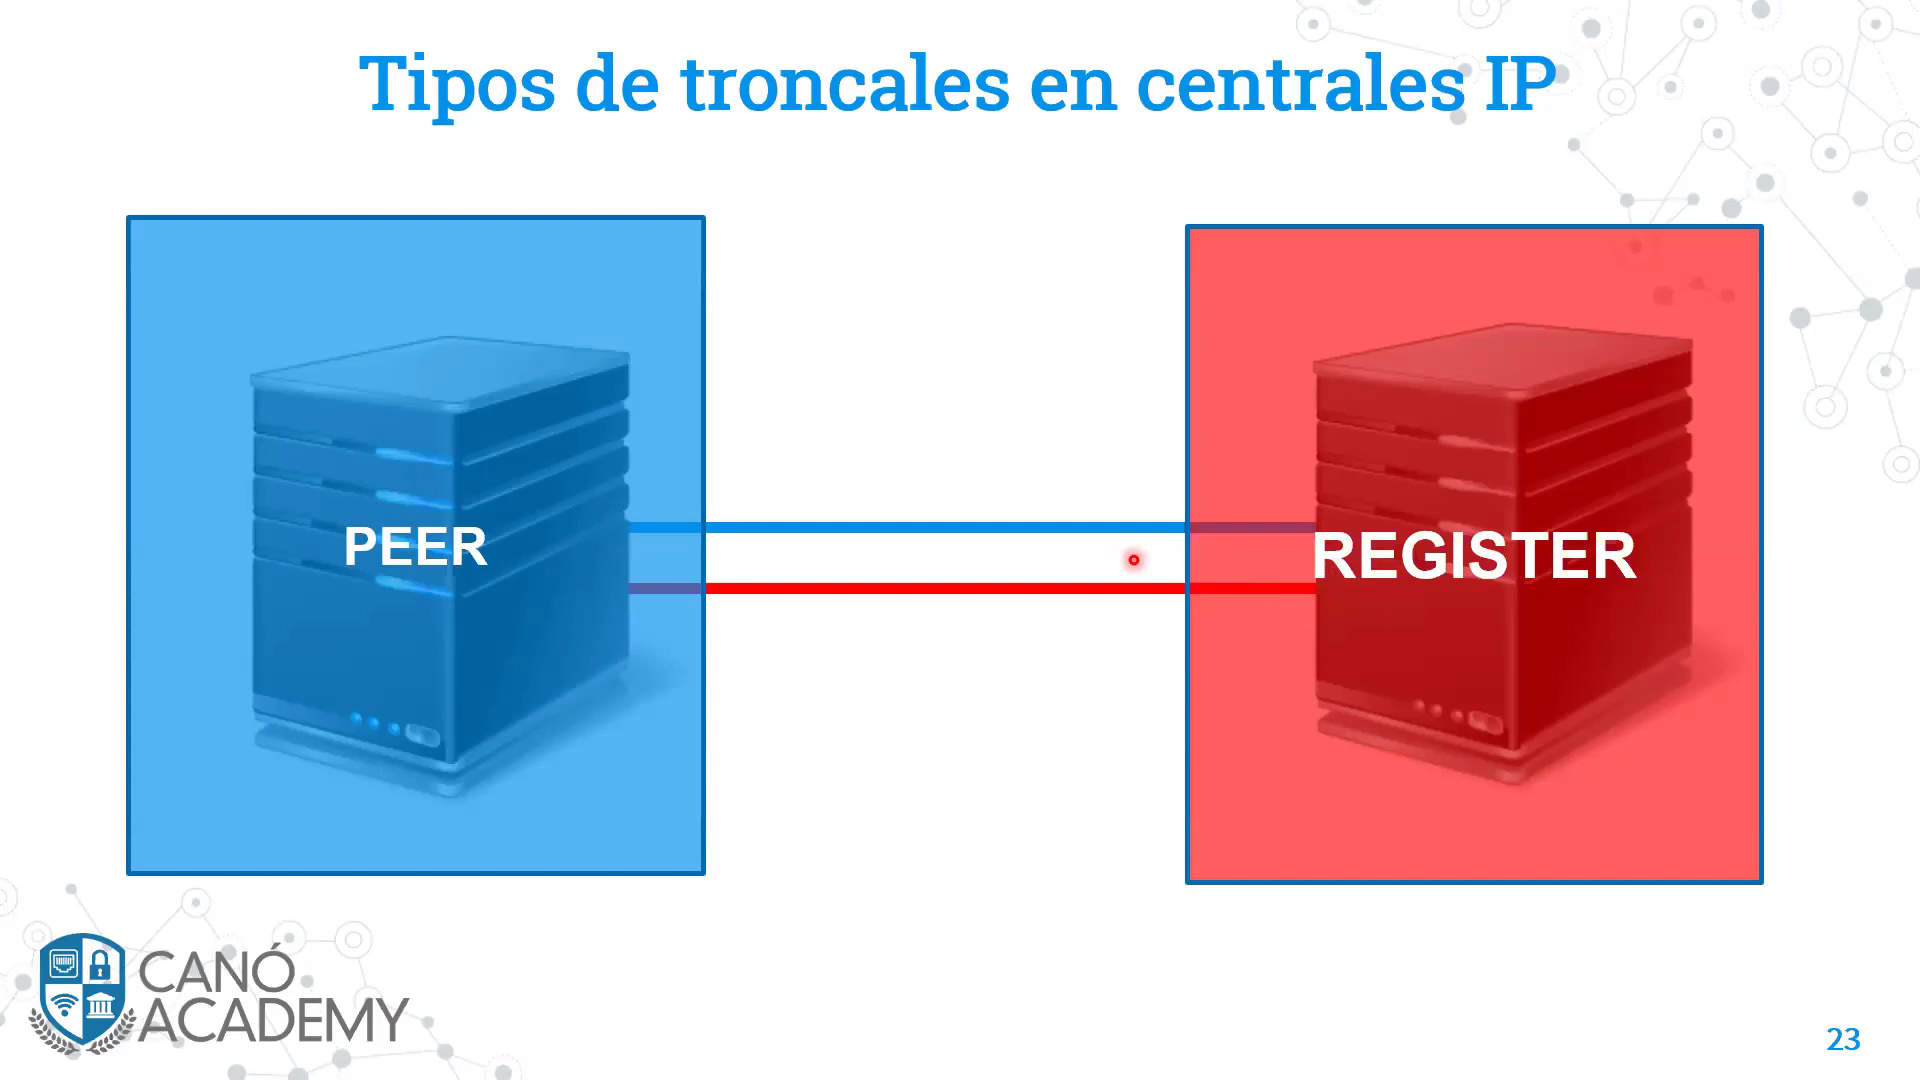 Tipos de troncales en centrales IP
PEER
REGISTER
CANÓ
ACADEMY
23